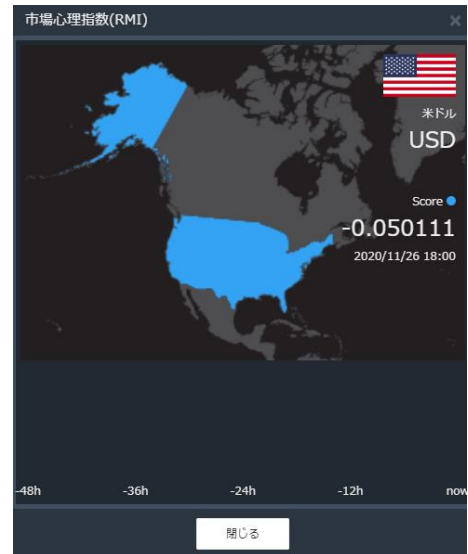 市場心理指数(RMI)
×
米ドル
USD
Score
-0.050111
2020/11/26 18:00
-48h -36h -24h -12h now
閉じる